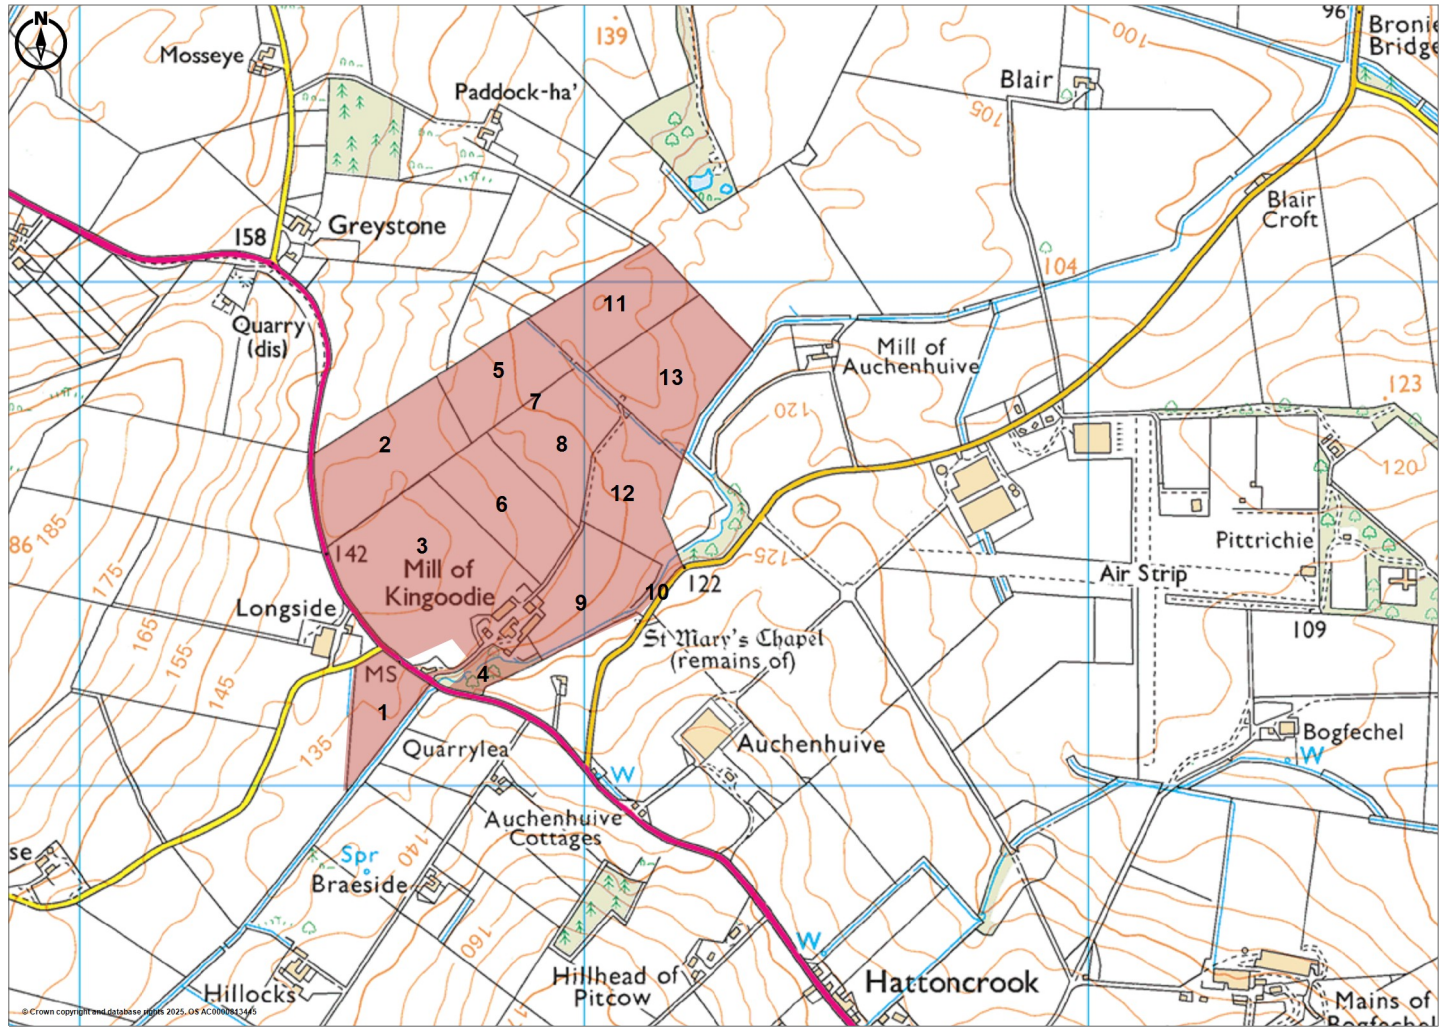 N
139
96
Bronie
Bridge
100
Mosseye
Paddock-ha'
Blair
105
Blair
Croft
158
Greystone
104
Quarry
(dis)
11
5
13
7
Mill of
Auchenhuive
123
120
2
8
6
12
120
86
185
175
165
155
145
142
3
Mill of
Kingoodie
125
122
Pittrichie
Air Strip
109
Longside
9
10
St Mary's Chapel
(remains of)
MS
4
1
135
Quarrylea
W
Auchenhuive
Bogfechel
W
Auchenhuive
Cottages
140
se
Spr
Braeside
160
W
Hillhead of
Pitcow
Hattoncrook
Hillocks
Mains of
Bogfechel
© Crown copyright and database rights 2025. OS AC0000813445